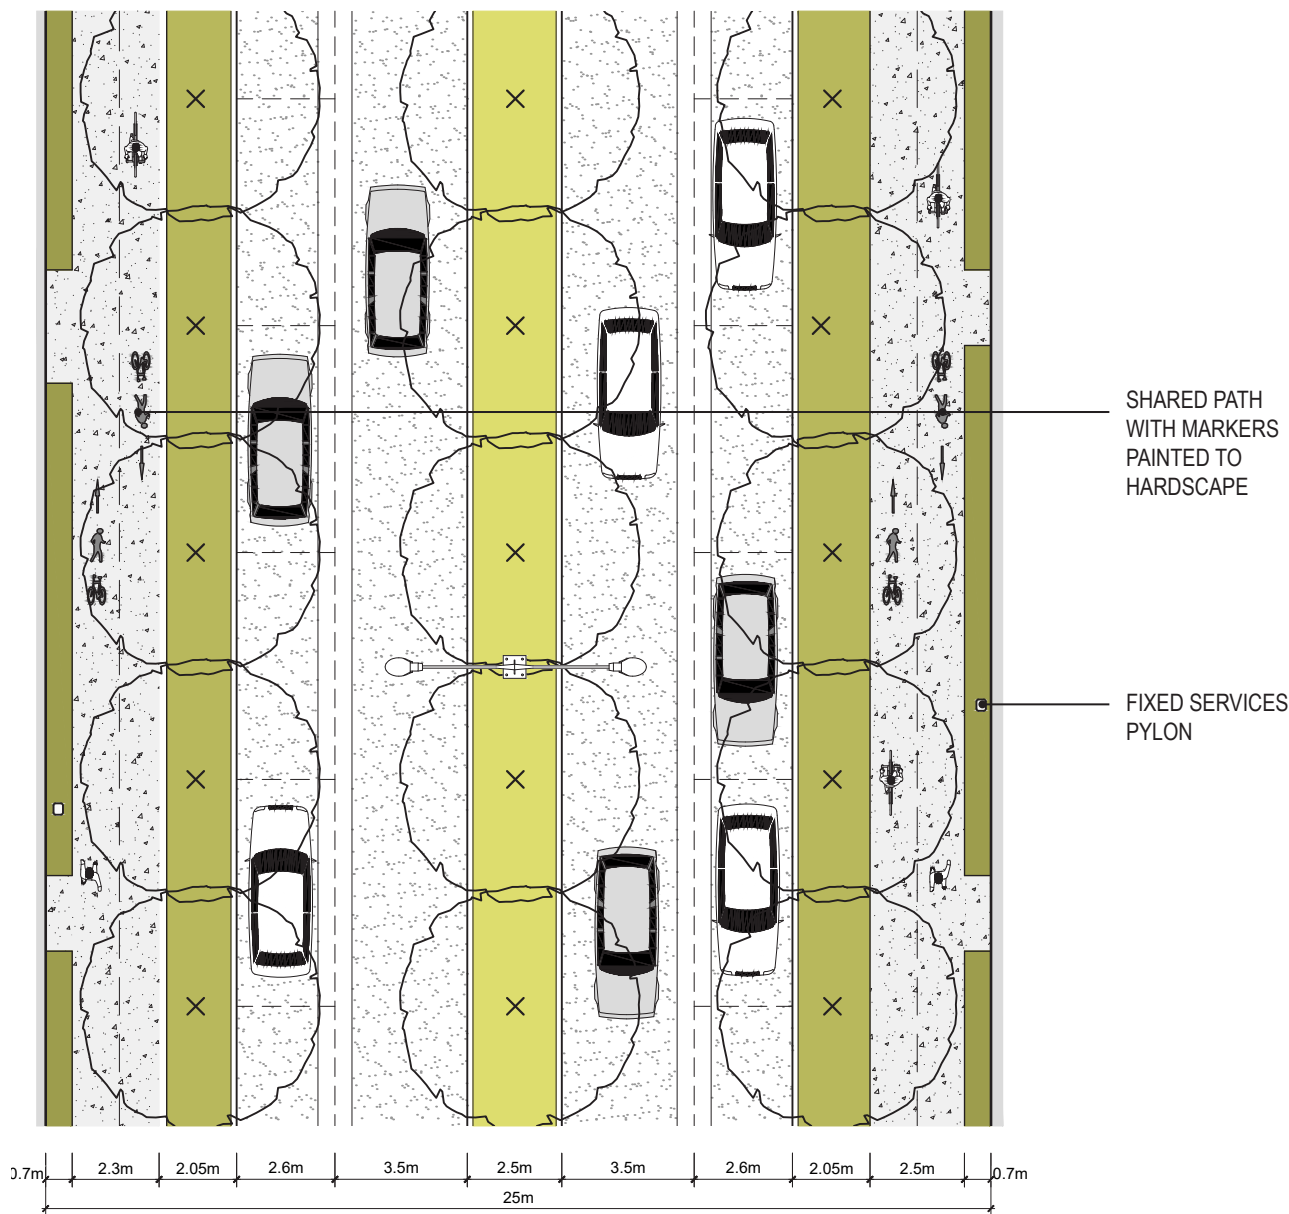 SHARED PATH
WITH MARKERS
PAINTED TO
HARDSCAPE
FIXED SERVICES
PYLON
0.7m 2.3m 2.05m 2.6m 3.5m 2.5m 3.5m 2.6m 2.05m 2.5m 0.7m
25m